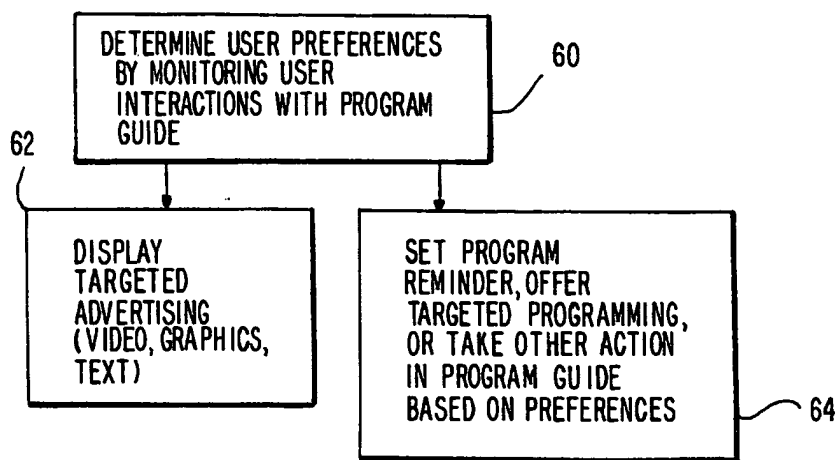 DETERMINE USER PREFERENCES
BY MONITORING USER
INTERACTIONS WITH PROGRAM
GUIDE
60
62
DISPLAY
TARGETED
ADVERTISING
(VIDEO, GRAPHICS,
TEXT)
SET PROGRAM
REMINDER, OFFER
TARGETED PROGRAMMING,
OR TAKE OTHER ACTION
IN PROGRAM GUIDE
BASED ON PREFERENCES
64